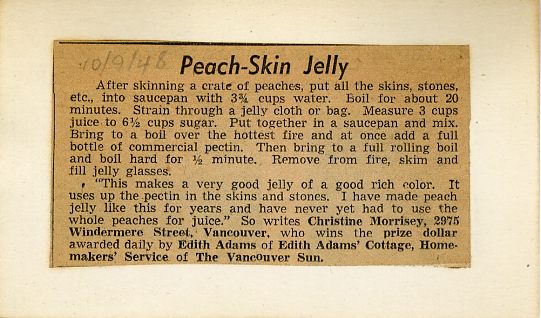 10/9/48
Peach-Skin Jelly
After skinning a crate of peaches, put all the skins, stones,
etc., into saucepan with 3¾ cups water. Boil for about 20
minutes. Strain through a jelly cloth or bag. Measure 3 cups
juice to 6½ cups sugar. Put together in a saucepan and mix.
Bring to a boil over the hottest fire and at once add a full
bottle of commercial pectin. Then bring to a full rolling boil
and boil hard for ½ minute. Remove from fire, skim and
fill jelly glasses.
"This makes a very good jelly of a good rich color. It
uses up the pectin in the skins and stones. I have made peach
jelly like this for years and have never yet had to use the
whole peaches for juice." So writes Christine Morrisey, 2975
Windermere Street, Vancouver, who wins the prize dollar
awarded daily by Edith Adams of Edith Adams' Cottage, Home-
makers' Service of The Vancouver Sun.